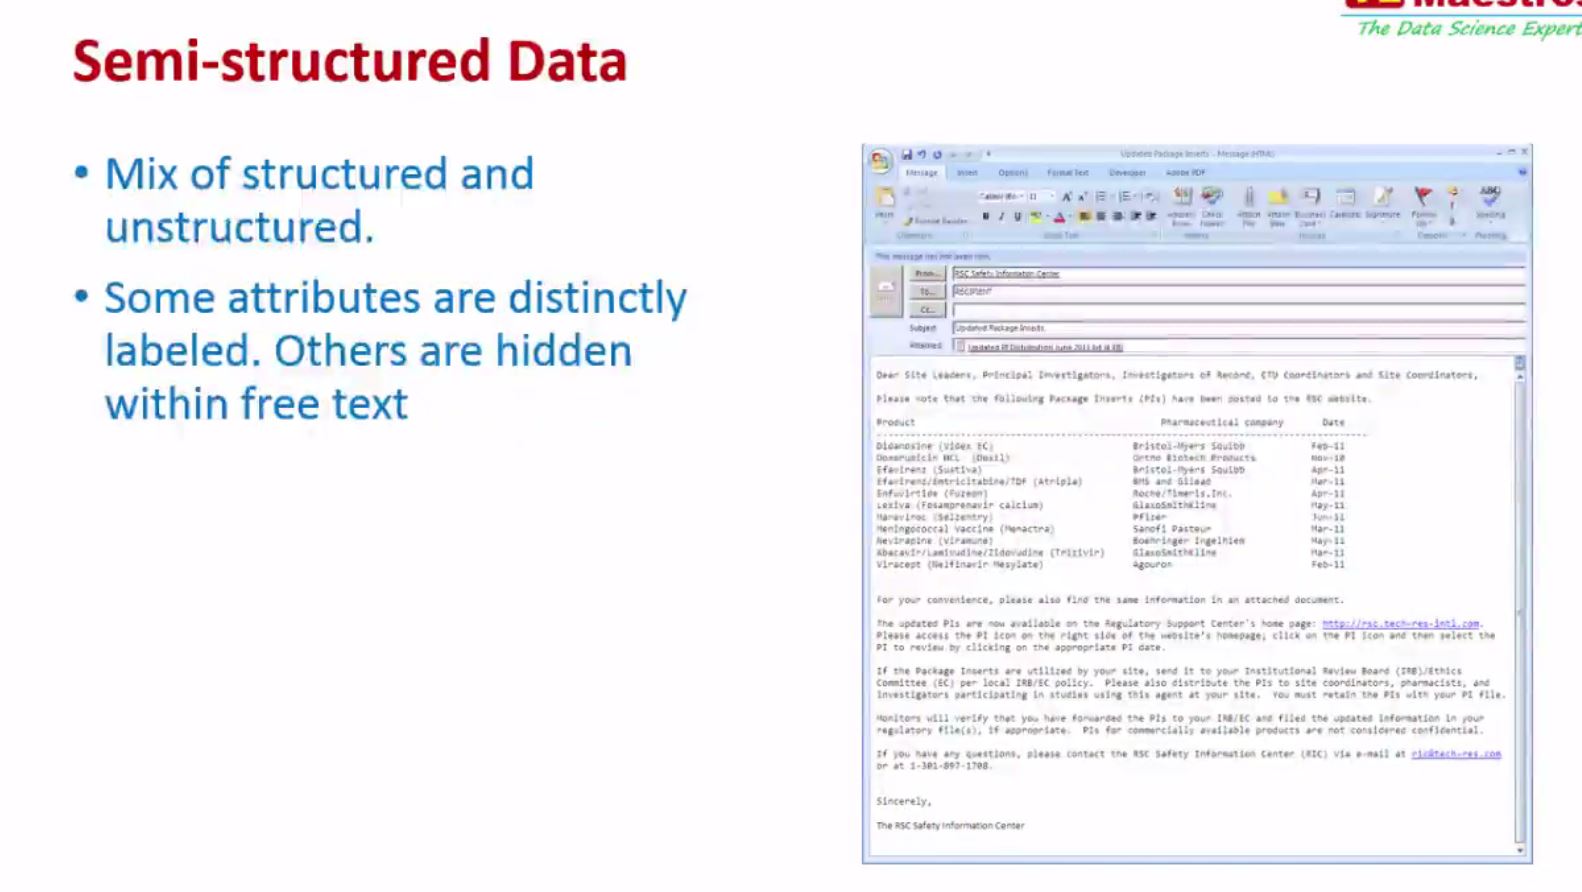 The Data Science Expert
Semi-structured Data
• Mix of structured and
unstructured.
• Some attributes are distinctly
labeled. Others are hidden
within free text
Updated Package Inserts - Message (HTML)
Message Insert Options Format Text Developer Adobe PDF
This message has not been sent.
From... RSC Safety Information Center
To... RECIPIENT
Cc...
Subject: Updated Package Inserts
Attached:
Dear Site Leaders, Principal Investigators, Investigators of Record, CTU Coordinators and Site Coordinators,
Please note that the following Package Inserts (PIs) have been posted to the RSC website.
Product Pharmaceutical company Date
Didanosine (Videx EC) Bristol-Myers Squibb Feb-11
(Doxil) Ortho Biotech Products Nov-10
Efavirenz (Sustiva) Bristol-Myers Squibb Apr-11
Efavirenz/Emtricitabine/TDF (Atripla) BMS and Gilead Mar-11
Enfuvirtide (Fuzeon) Apr-11
Lexiva (Fosamprenavir calcium) GlaxoSmithKline May-11
Maraviroc (Selzentry) Pfizer Jun-11
Meningococcal Vaccine (Menactra) Sanofi Pasteur Mar-11
Nevirapine (Viramune) Boehringer May-11
Abacavir/Lamivudine/Zidovudine (Trizivir) GlaxoSmithKline Mar-11
Viracept (Nelfinavir Mesylate) Agouron Feb-11
For your convenience, please also find the same information in an attached document.
The updated PIs are now available on the Regulatory Support Center's home page: http://rsc.tech-res-intl.com.
Please access the PI icon on the right side of the website's homepage; click on the PI icon and then select the
PI to review by clicking on the appropriate PI date.
If the Package Inserts are utilized by your site, send it to your Institutional Review Board (IRB)/Ethics
Committee (EC) per local IRB/EC policy. Please also distribute the PIs to site coordinators, pharmacists, and
investigators participating in studies using this agent at your site. You must retain the PIs with your PI file.
Monitors will verify that you have forwarded the PIs to your IRB/EC and filed the updated information in your
regulatory file(s), if appropriate. PIs for commercially available products are not considered confidential.
If you have any questions, please contact the RSC Safety Information Center (RIC) via e-mail at ric@tech-res.com
or at 1-301-897-1708.
Sincerely,
The RSC Safety Information Center